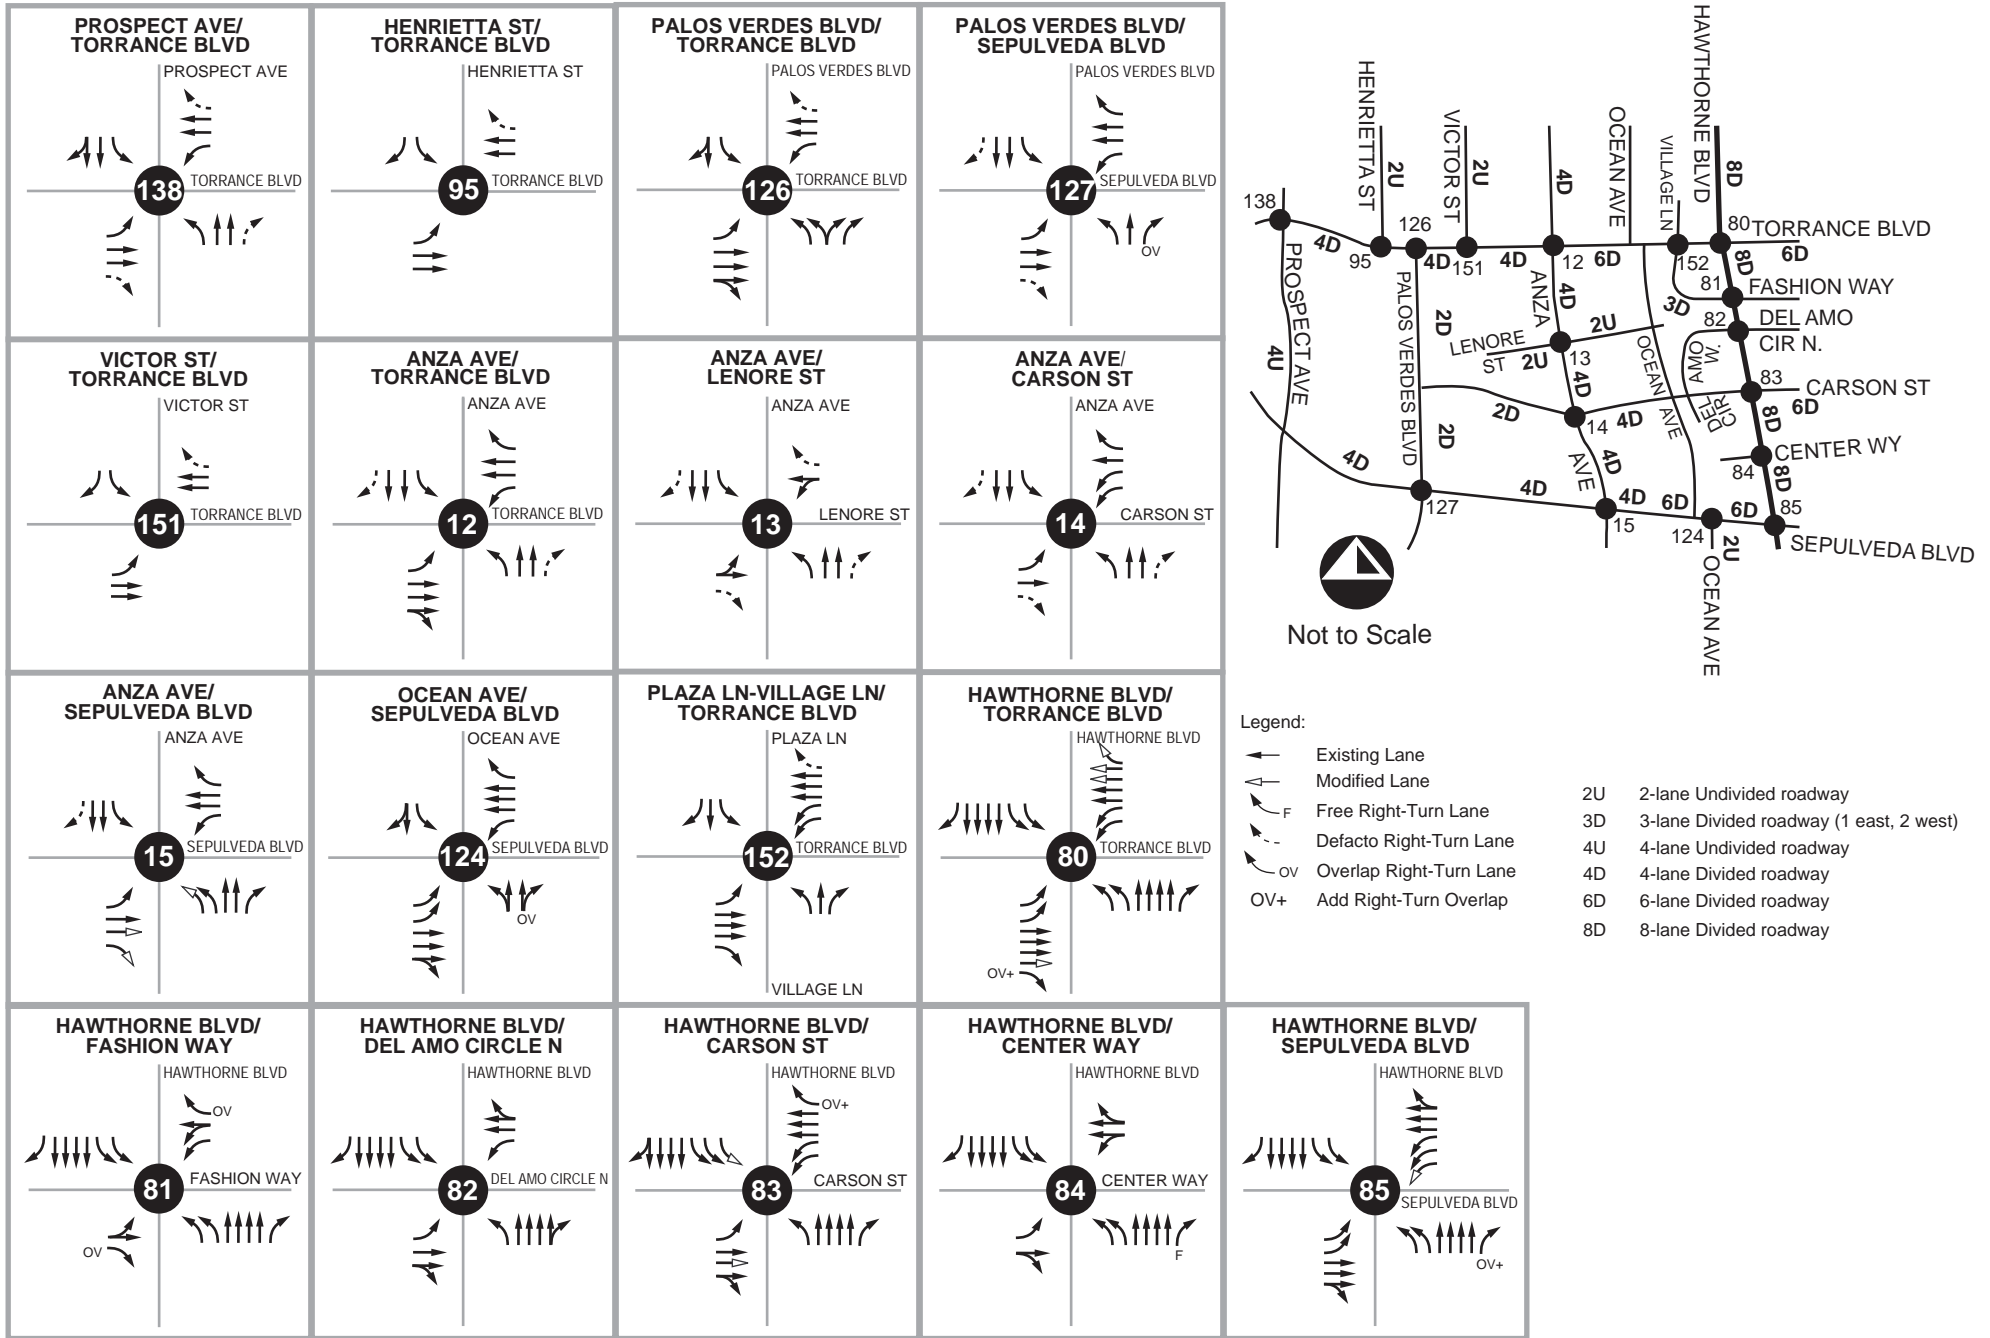 PROSPECT AVE/
TORRANCE BLVD
PROSPECT AVE
138
TORRANCE BLVD
HENRIETTA ST/
TORRANCE BLVD
HENRIETTA ST
95
TORRANCE BLVD
PALOS VERDES BLVD/
TORRANCE BLVD
PALOS VERDES BLVD
126
TORRANCE BLVD
PALOS VERDES BLVD/
SEPULVEDA BLVD
PALOS VERDES BLVD
127
SEPULVEDA BLVD
OV
VICTOR ST/
TORRANCE BLVD
VICTOR ST
151
TORRANCE BLVD
ANZA AVE/
TORRANCE BLVD
ANZA AVE
12
TORRANCE BLVD
ANZA AVE/
LENORE ST
ANZA AVE
13
LENORE ST
ANZA AVE/
CARSON ST
ANZA AVE
14
CARSON ST
ANZA AVE/
SEPULVEDA BLVD
ANZA AVE
15
SEPULVEDA BLVD
OCEAN AVE/
SEPULVEDA BLVD
OCEAN AVE
124
SEPULVEDA BLVD
OV
PLAZA LN-VILLAGE LN/
TORRANCE BLVD
PLAZA LN
152
TORRANCE BLVD
VILLAGE LN
HAWTHORNE BLVD/
TORRANCE BLVD
HAWTHORNE BLVD
80
TORRANCE BLVD
OV+
HAWTHORNE BLVD/
FASHION WAY
HAWTHORNE BLVD
OV
81
FASHION WAY
OV
HAWTHORNE BLVD/
DEL AMO CIRCLE N
HAWTHORNE BLVD
82
DEL AMO CIRCLE N
HAWTHORNE BLVD/
CARSON ST
HAWTHORNE BLVD
OV+
83
CARSON ST
HAWTHORNE BLVD/
CENTER WAY
HAWTHORNE BLVD
84
CENTER WAY
F
HAWTHORNE BLVD/
SEPULVEDA BLVD
HAWTHORNE BLVD
85
SEPULVEDA BLVD
OV+
HENRIETTA ST
2U
VICTOR ST
2U
4D
OCEAN AVE
VILLAGE LN
HAWTHORNE BLVD
8D
138
126
80
TORRANCE BLVD
4D
95
4D
151
4D
12
6D
152
8D
6D
PROSPECT AVE
4U
PALOS VERDES BLVD
2D
2D
ANZA
4D
81
FASHION WAY
3D
82
DEL AMO
CIR N.
LENORE
ST
2U
2U
13
4D
OCEAN AVE
DEL AMO
CIR W.
83
CARSON ST
6D
2D
14
4D
8D
AVE
4D
84
CENTER WY
8D
4D
127
4D
4D
15
6D
124
6D
85
SEPULVEDA BLVD
2U
OCEAN AVE
Not to Scale
Legend:
Existing Lane
Modified Lane
F Free Right-Turn Lane
Defacto Right-Turn Lane
OV Overlap Right-Turn Lane
OV+ Add Right-Turn Overlap
2U 2-lane Undivided roadway
3D 3-lane Divided roadway (1 east, 2 west)
4U 4-lane Undivided roadway
4D 4-lane Divided roadway
6D 6-lane Divided roadway
8D 8-lane Divided roadway